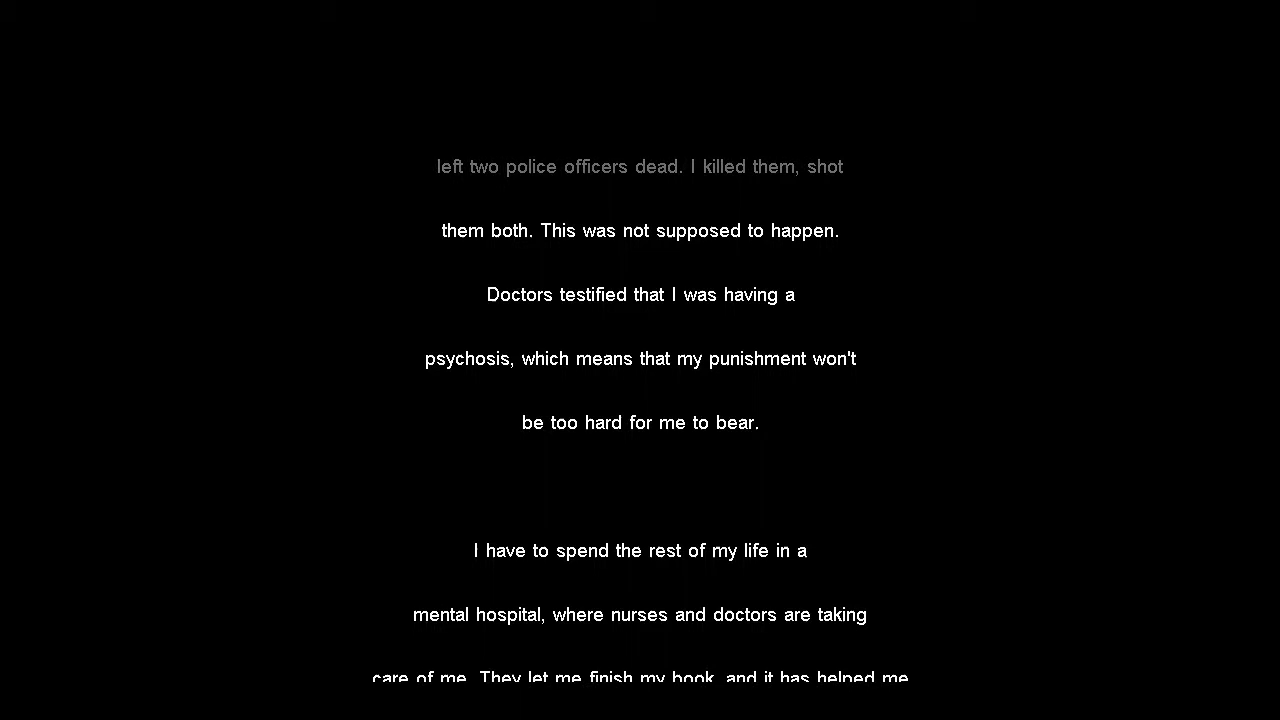 left two police officers dead. I killed them, shot
them both. This was not supposed to happen.
Doctors testified that I was having a
psychosis, which means that my punishment won't
be too hard for me to bear.
I have to spend the rest of my life in a
mental hospital, where nurses and doctors are taking
care of me. They let me finish my book, and it has helped me